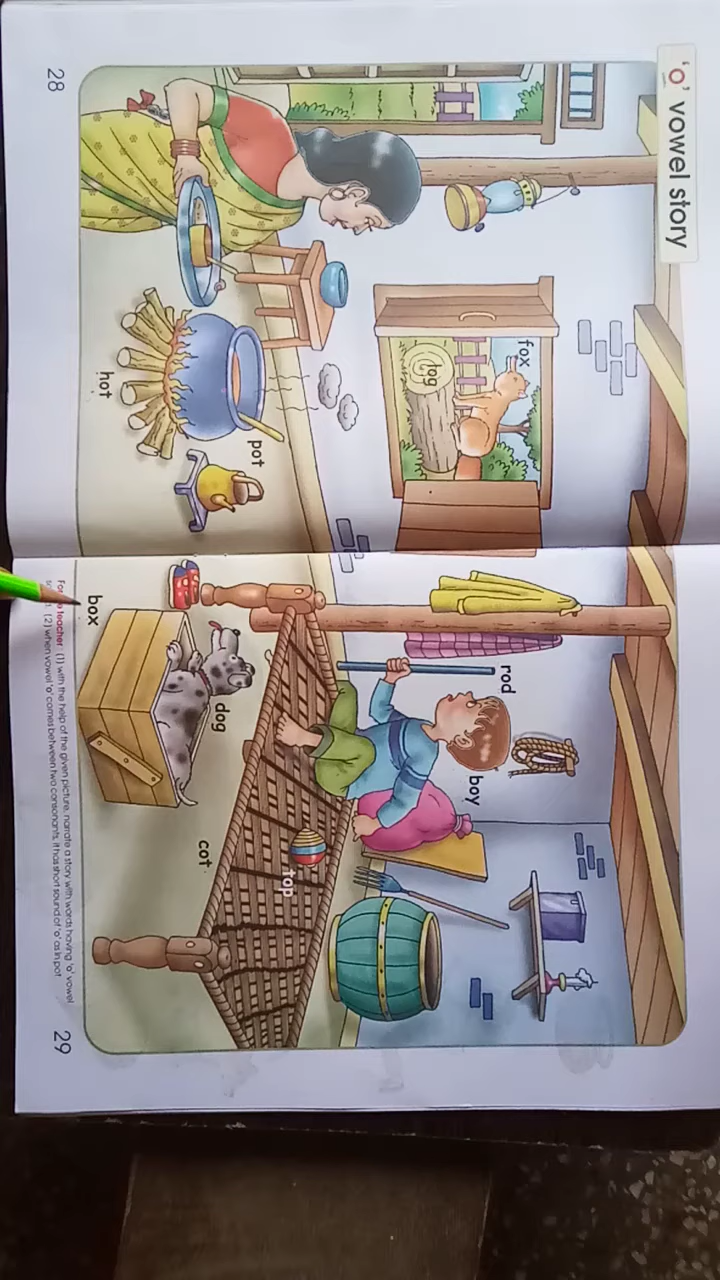 'o' vowel story
fox
log
pot
hot
28
rod
boy
dog
top
cot
box
For the teacher: (1) with the help of the given picture, narrate a story with words having 'o' vowel
(2) when vowel 'o' comes between two consonants, it has short sound of 'o' as in pot
29